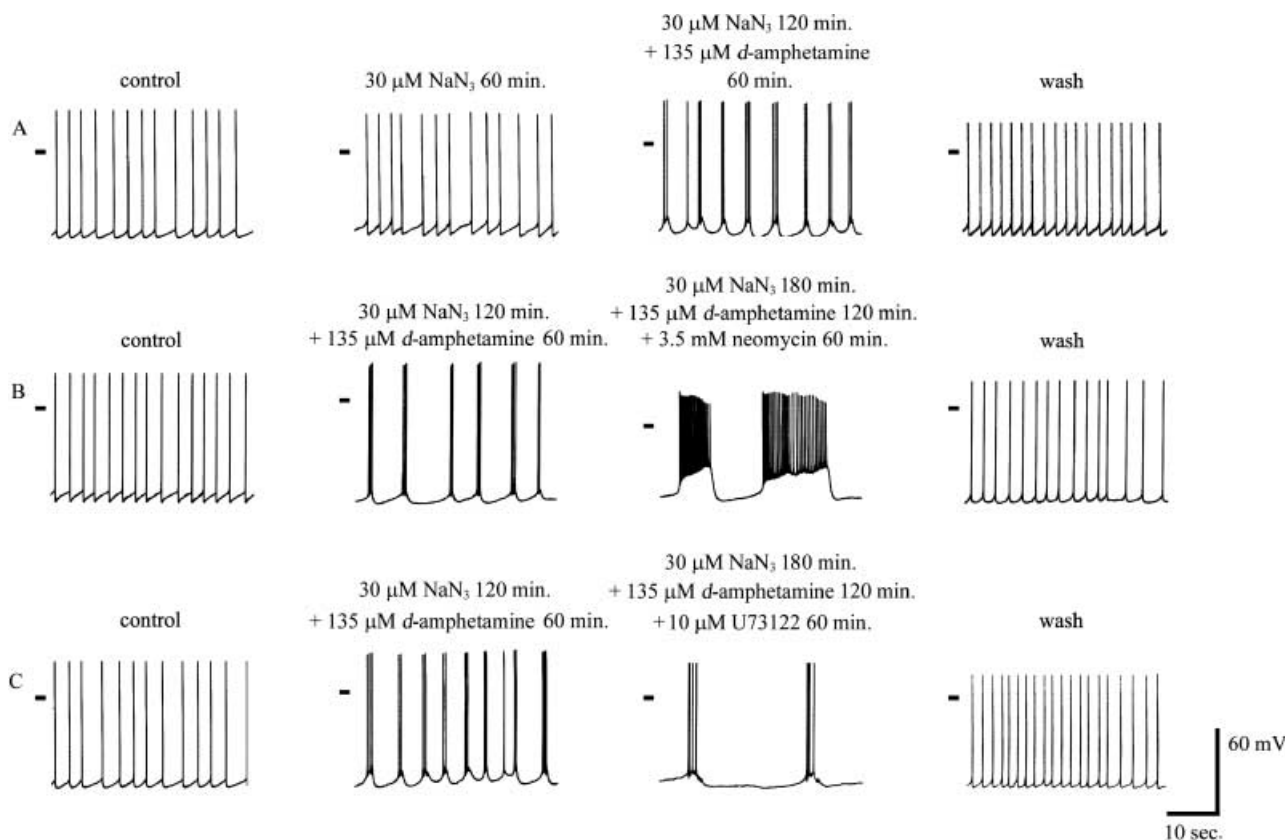 30 μM NaN₃ 120 min.
+ 135 μM d-amphetamine
control
30 μM NaN₃ 60 min.
60 min.
wash
A
30 μM NaN₃ 180 min.
30 μM NaN₃ 120 min.
+ 135 μM d-amphetamine 120 min.
control
+ 135 μM d-amphetamine 60 min.
+ 3.5 mM neomycin 60 min.
wash
B
30 μM NaN₃ 180 min.
30 μM NaN₃ 120 min.
+ 135 μM d-amphetamine 120 min.
control
+ 135 μM d-amphetamine 60 min.
+ 10 μM U73122 60 min.
wash
C
60 mV
10 sec.